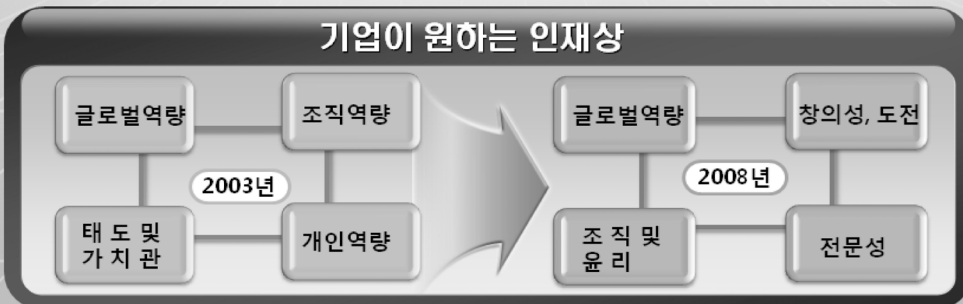 기업이 원하는 인재상
글로벌역량
조직역량
2003년
태 도 및
가 치 관
개인역량
글로벌역량
창의성, 도전
2008년
조 직 및
윤 리
전문성